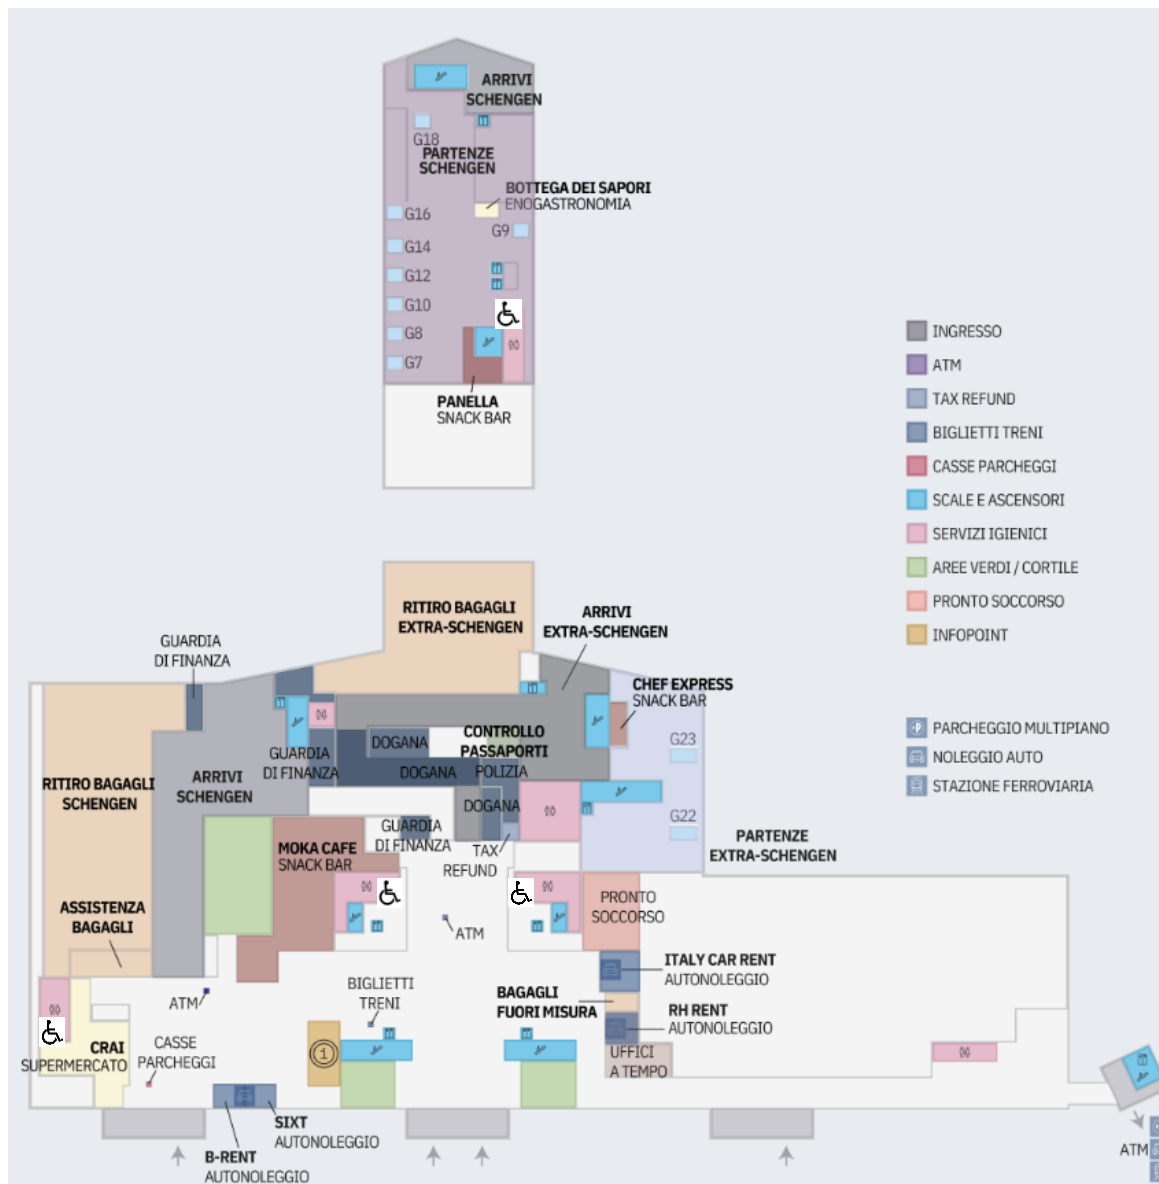 ARRIVI
SCHENGEN
G18
PARTENZE
SCHENGEN
BOTTEGA DEI SAPORI
ENOGASTRONOMIA
G16
G9
G14
G12
G10
G8
G7
PANELLA
SNACK BAR
INGRESSO
ATM
TAX REFUND
BIGLIETTI TRENI
CASSE PARCHEGGI
SCALE E ASCENSORI
SERVIZI IGIENICI
AREE VERDI / CORTILE
PRONTO SOCCORSO
INFOPOINT
PARCHEGGIO MULTIPIANO
NOLEGGIO AUTO
STAZIONE FERROVIARIA
RITIRO BAGAGLI
EXTRA-SCHENGEN
ARRIVI
EXTRA-SCHENGEN
GUARDIA
DI FINANZA
CHEF EXPRESS
SNACK BAR
CONTROLLO
PASSAPORTI
G23
DOGANA
GUARDIA
DI FINANZA
DOGANA
POLIZIA
RITIRO BAGAGLI
SCHENGEN
ARRIVI
SCHENGEN
DOGANA
G22
GUARDIA
DI FINANZA
TAX
REFUND
PARTENZE
EXTRA-SCHENGEN
MOKA CAFE
SNACK BAR
PRONTO
SOCCORSO
ASSISTENZA
BAGAGLI
ATM
ITALY CAR RENT
AUTONOLEGGIO
BIGLIETTI
TRENI
BAGAGLI
FUORI MISURA
RH RENT
AUTONOLEGGIO
ATM
CRAI
SUPERMERCATO
CASSE
PARCHEGGI
i
UFFICI
A TEMPO
SIXT
AUTONOLEGGIO
B-RENT
AUTONOLEGGIO
ATM